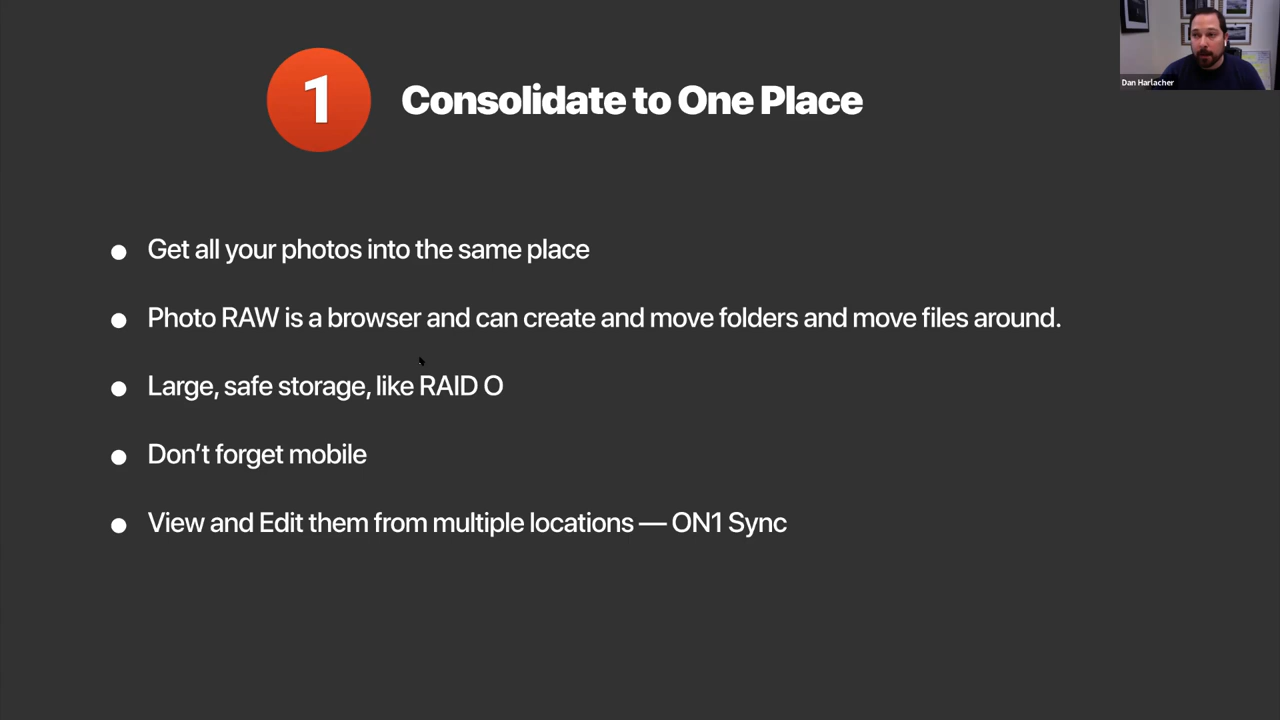 1
Consolidate to One Place
Dan Harlacher
Get all your photos into the same place
Photo RAW is a browser and can create and move folders and move files around.
Large, safe storage, like RAID O
Don’t forget mobile
View and Edit them from multiple locations — ON1 Sync